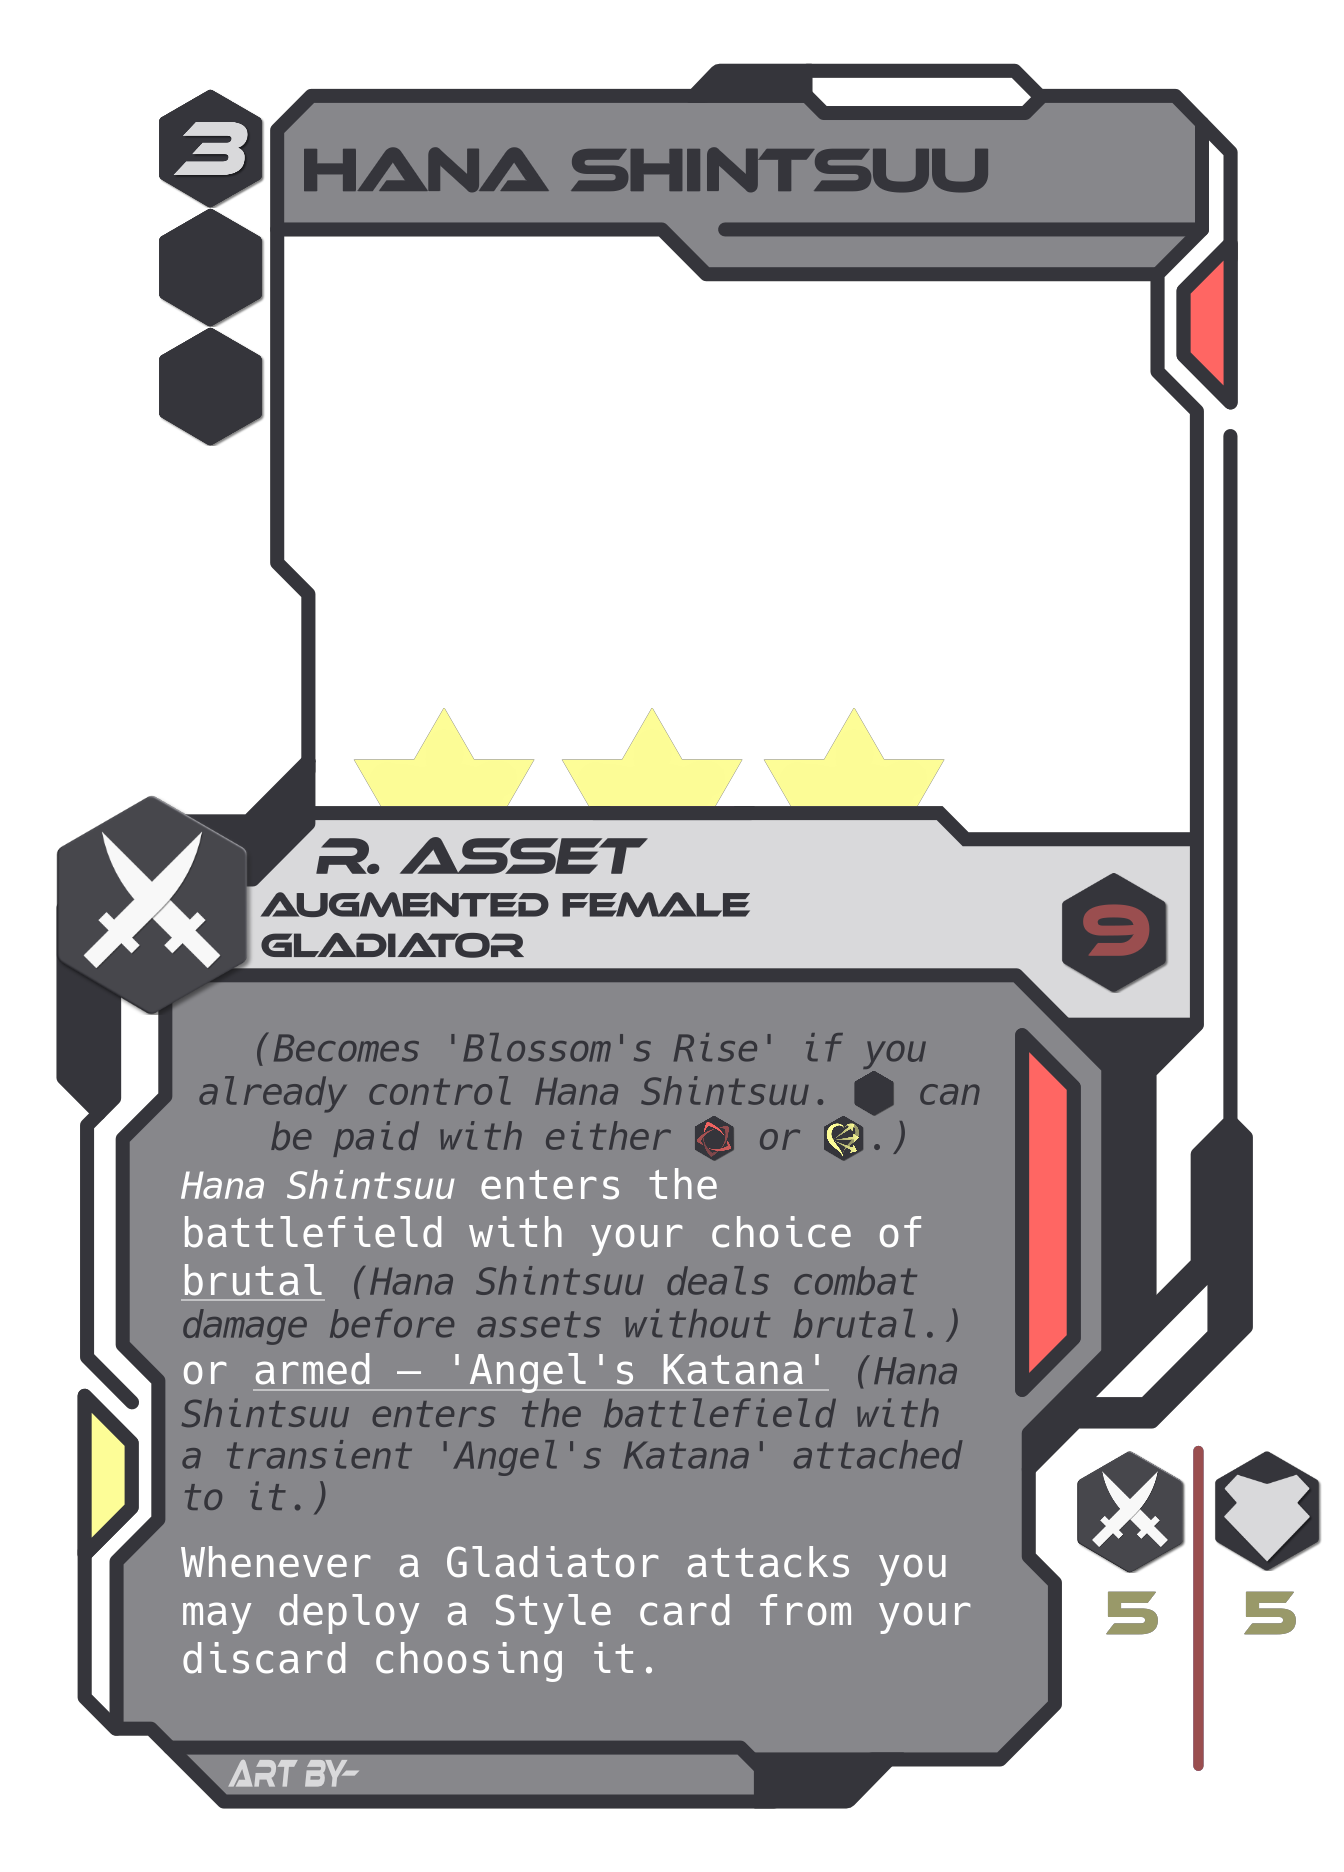 3
HANA SHINTSUU
R. ASSET
AUGMENTED FEMALE
GLADIATOR
9
(Becomes 'Blossom's Rise' if you
already control Hana Shintsuu. can
be paid with either or .)
Hana Shintsuu enters the
battlefield with your choice of
brutal (Hana Shintsuu deals combat
damage before assets without brutal.)
or armed – 'Angel's Katana' (Hana
Shintsuu enters the battlefield with
a transient 'Angel's Katana' attached
to it.)
Whenever a Gladiator attacks you
may deploy a Style card from your
discard choosing it.
5 5
ART BY-